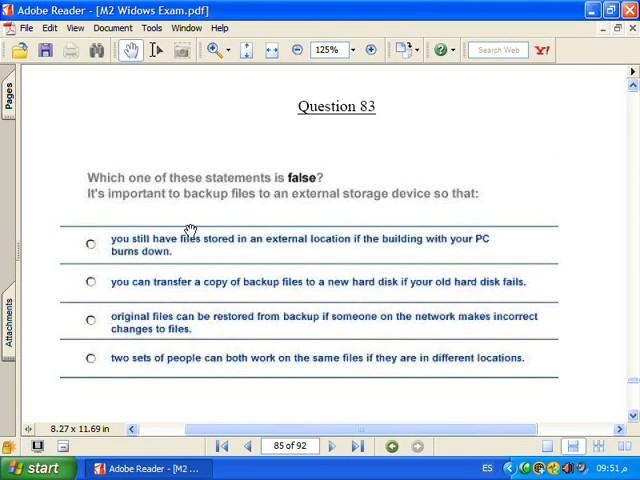 Adobe Reader - [M2 Widows Exam.pdf]
File Edit View Document Tools Window Help
125%
Search Web
Y!
Pages
Attachments
Question 83
Which one of these statements is false?
It's important to backup files to an external storage device so that:
you still have files stored in an external location if the building with your PC
burns down.
you can transfer a copy of backup files to a new hard disk if your old hard disk fails.
original files can be restored from backup if someone on the network makes incorrect
changes to files.
two sets of people can both work on the same files if they are in different locations.
8.27 x 11.69 in
85 of 92
start
Adobe Reader - [M2 ...
ES
09:51 م